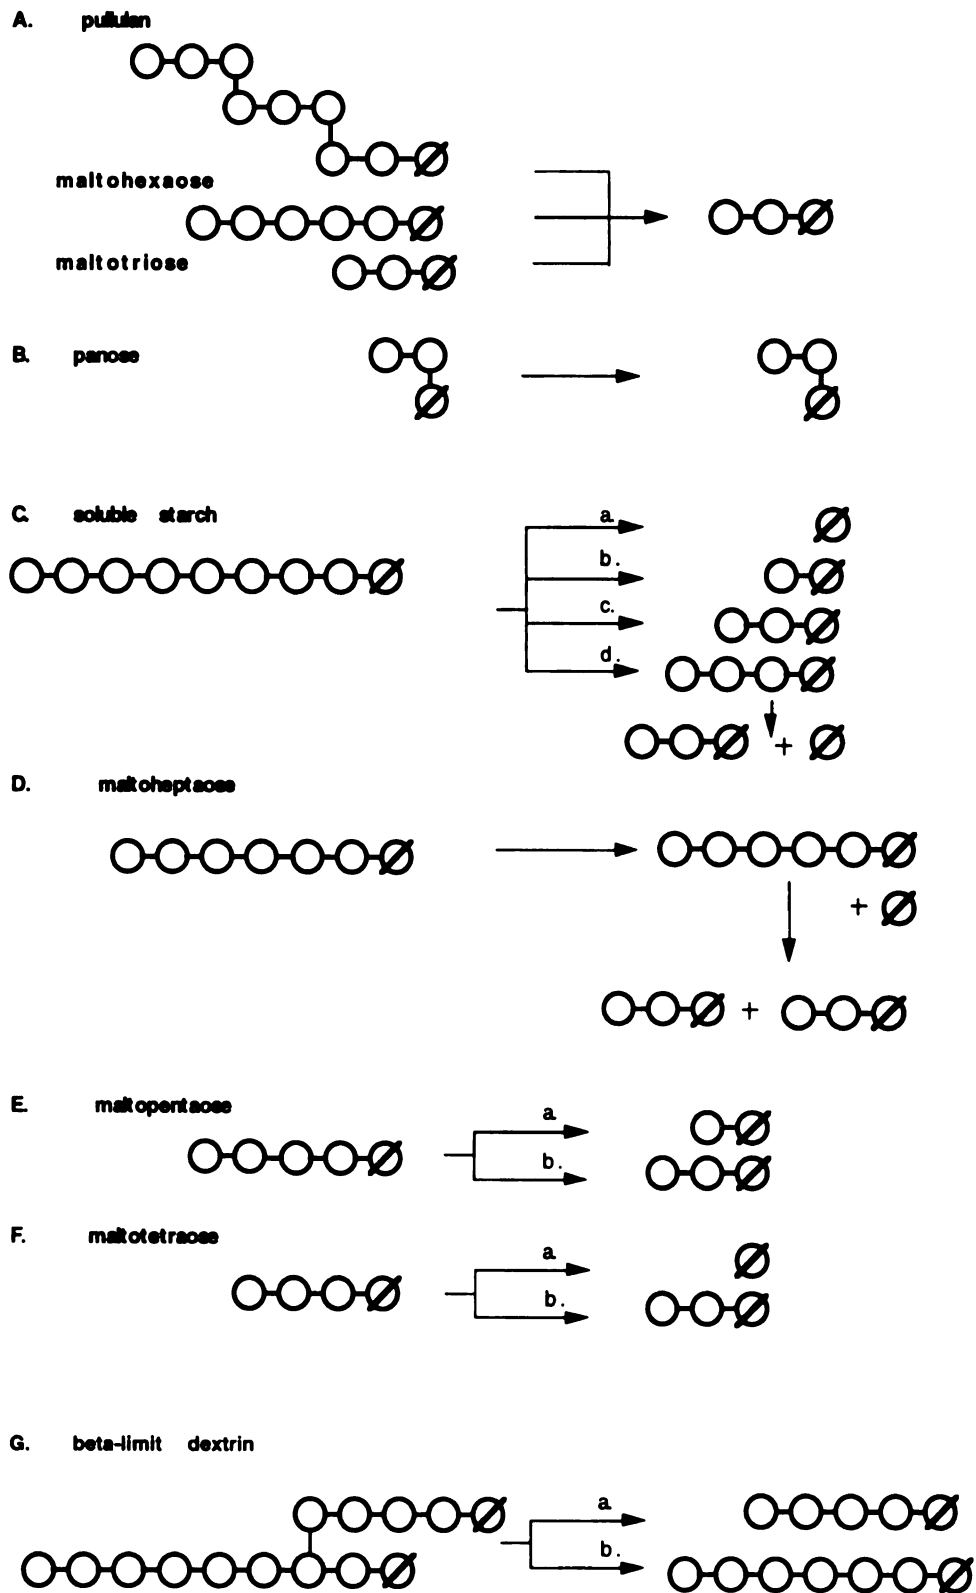 A. pullulan
maltohexaose
maltotriose
B. panose
C. soluble starch
a.
b.
c.
d.
+
D. maltoheptaose
+
+
E. maltopentaose
a
b.
F. maltotetraose
a
b.
G. beta-limit dextrin
a
b.